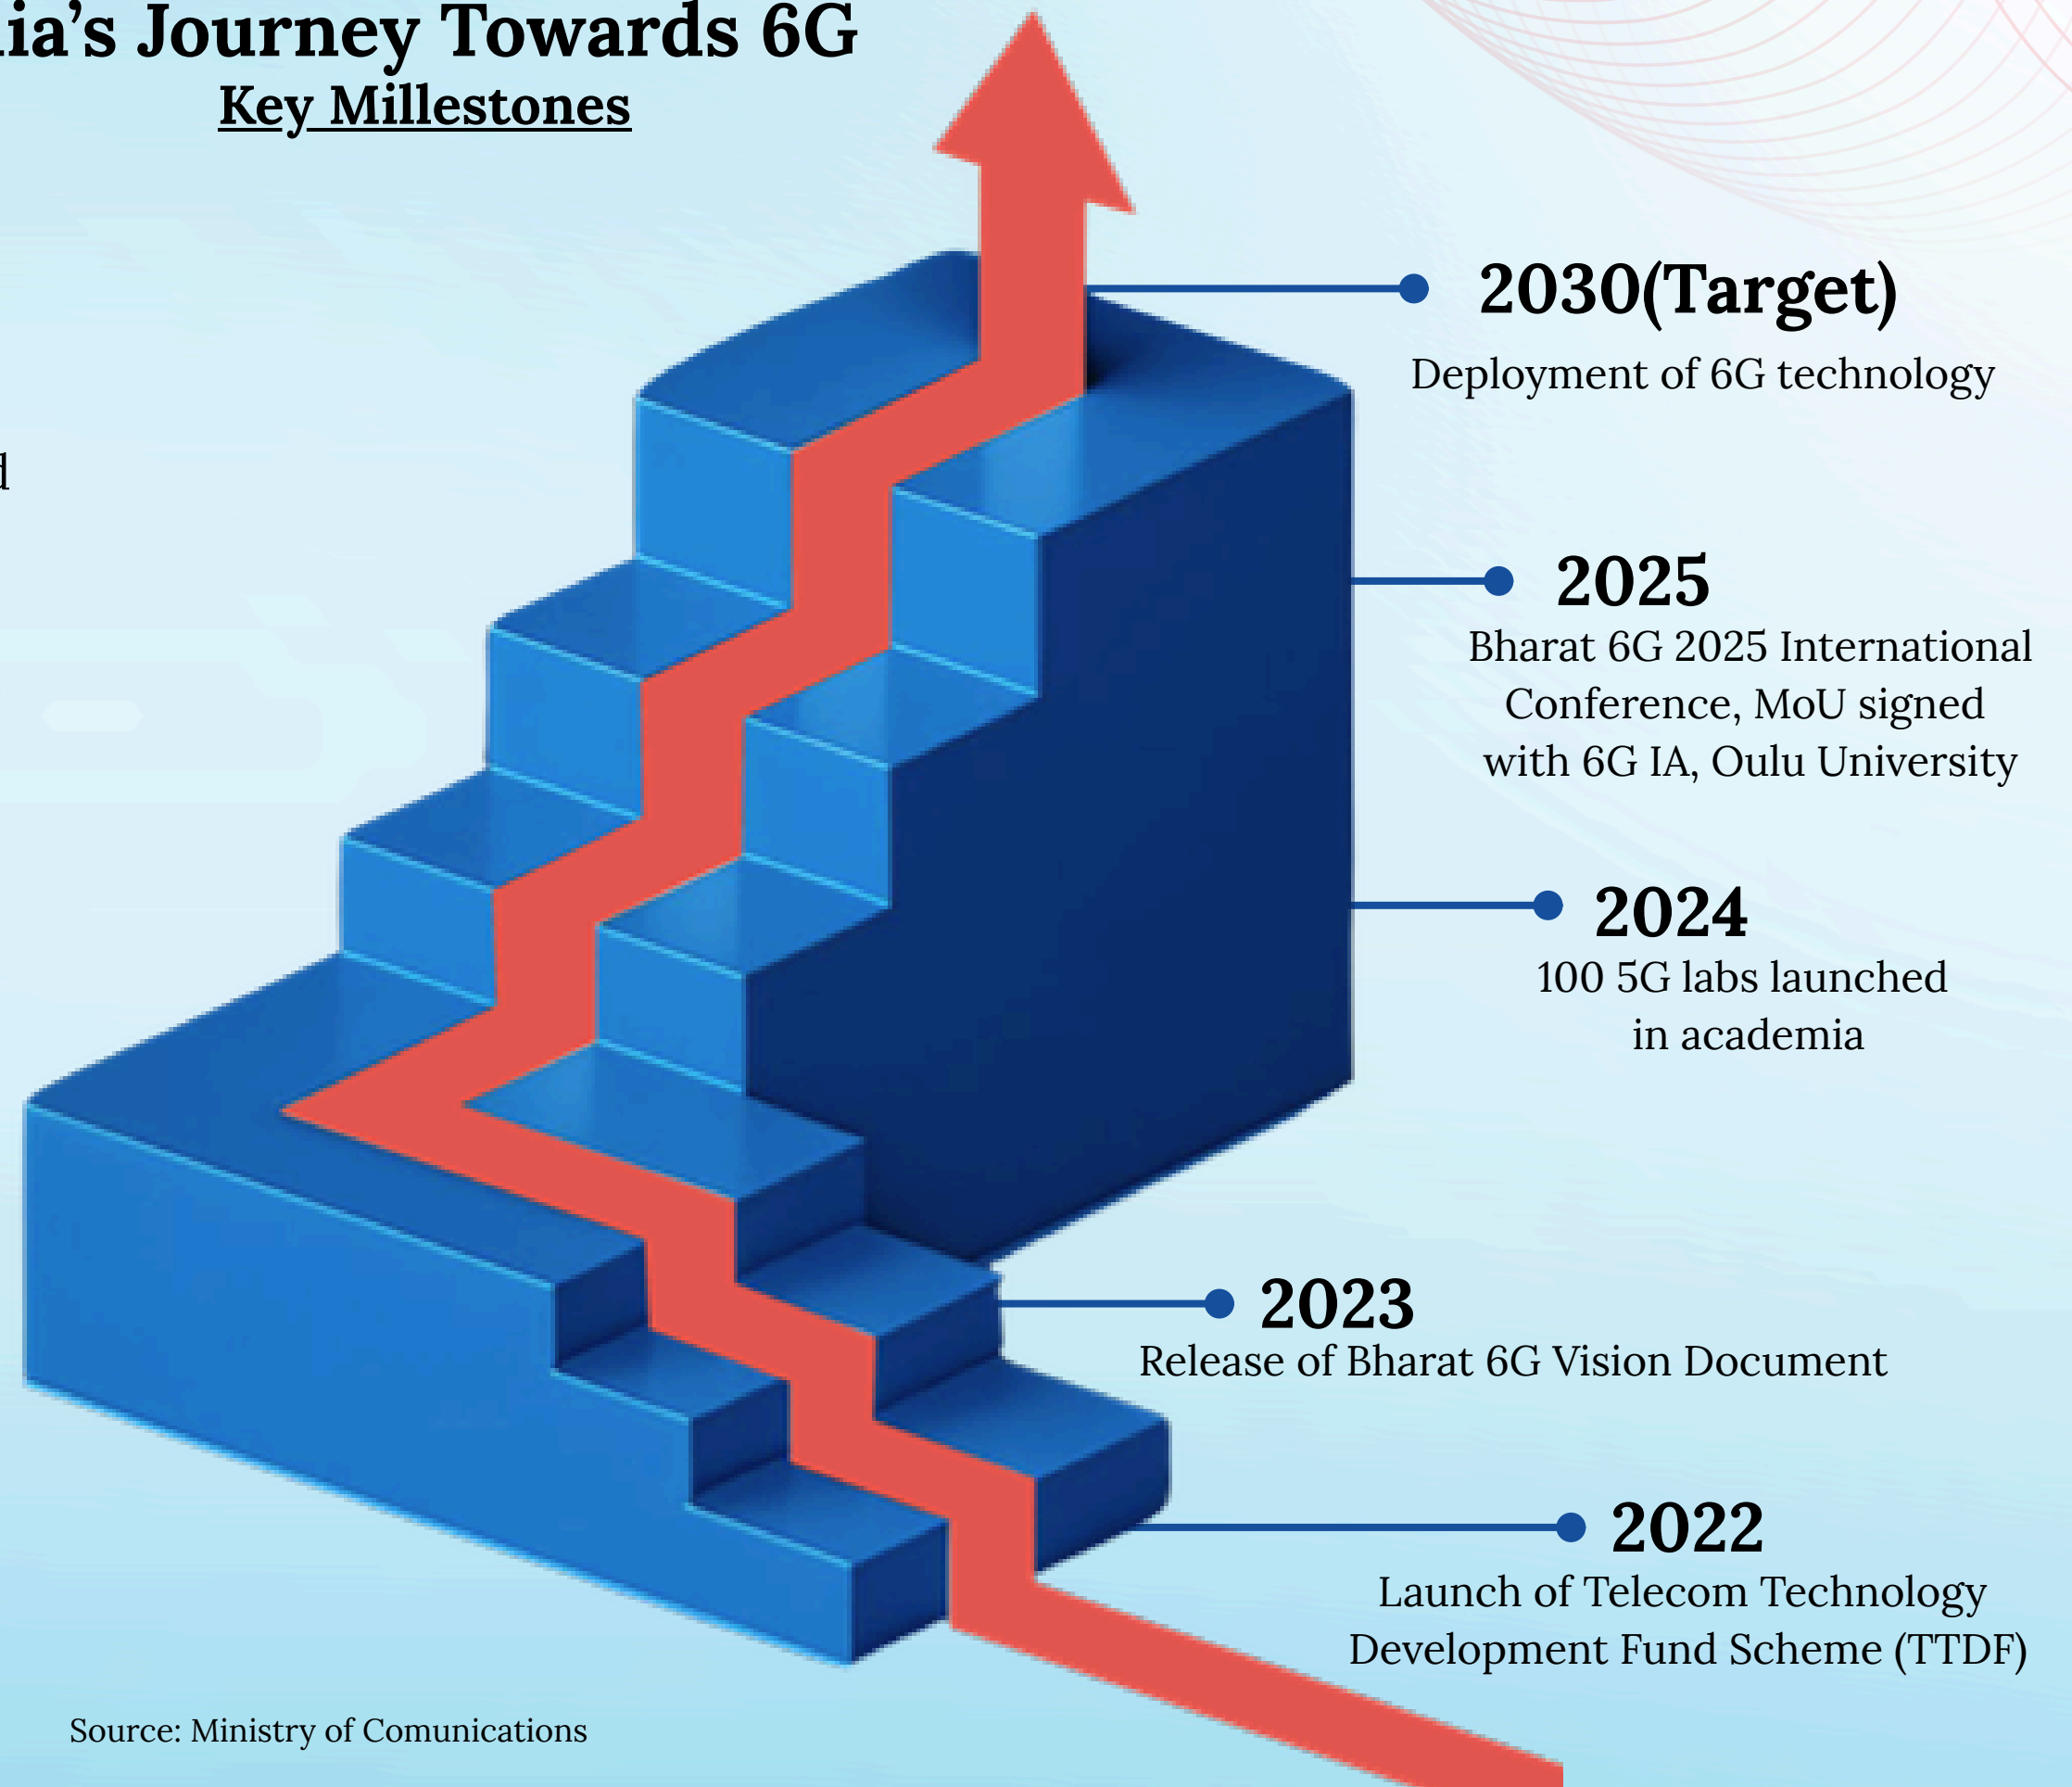 ia's Journey Towards 6G
Key Millestones
d
2030(Target)
Deployment of 6G technology
2025
Bharat 6G 2025 International
Conference, MoU signed
with 6G IA, Oulu University
2024
100 5G labs launched
in academia
2023
Release of Bharat 6G Vision Document
2022
Launch of Telecom Technology
Development Fund Scheme (TTDF)
Source: Ministry of Comunications